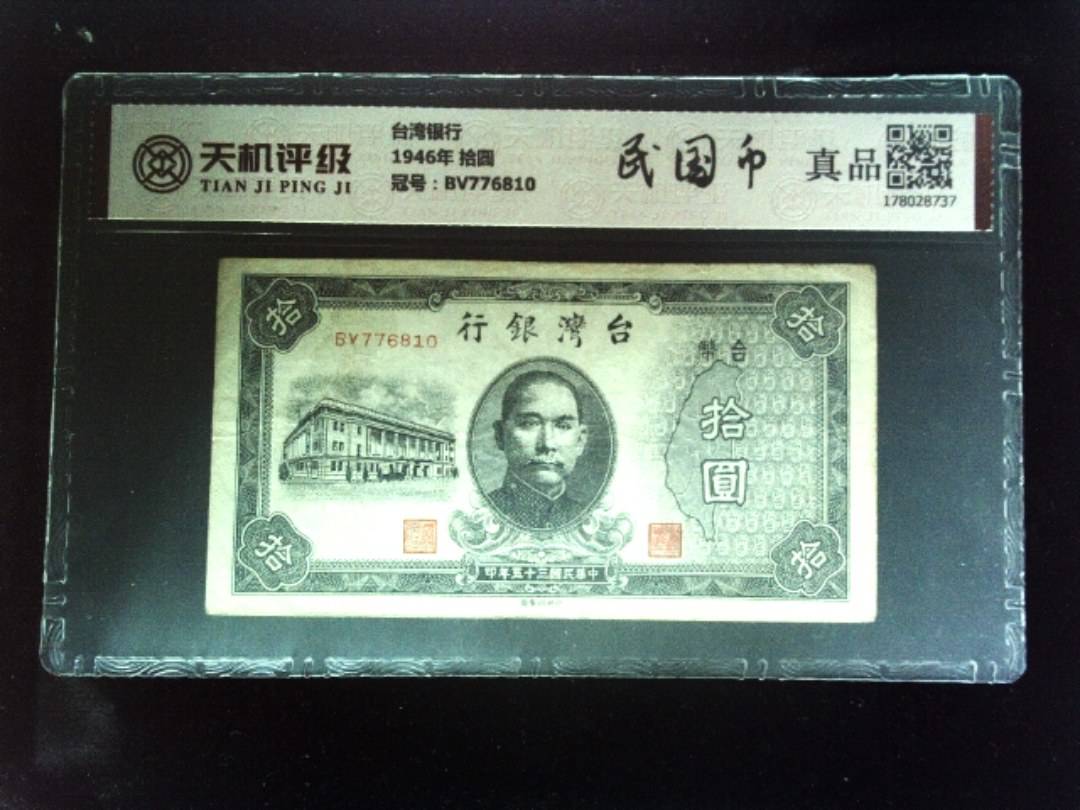 天机评级
TIAN JI PING JI
台湾银行
1946年 拾圆
冠号：BV776810
民国币
真品
178028737
拾
拾
行銀灣台
BV776810
幣台
拾
圓
拾
拾
印年五十三國民華中